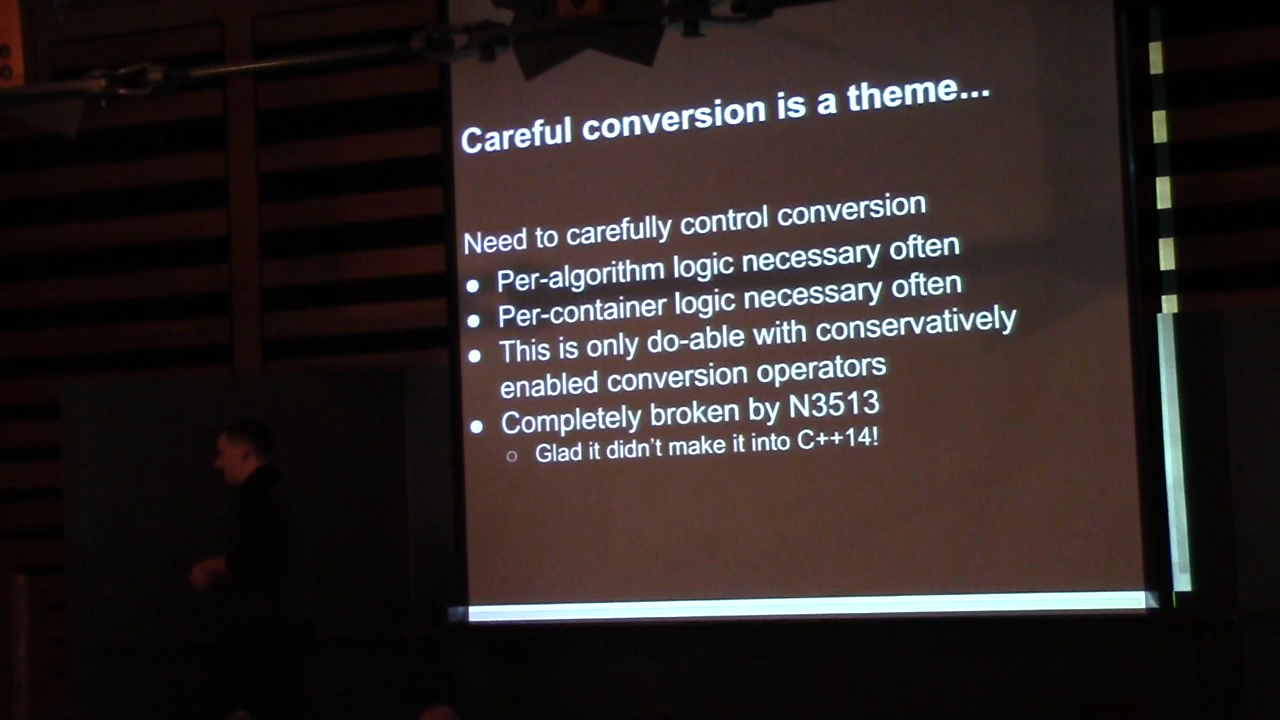 Careful conversion is a theme...
Need to carefully control conversion
● Per-algorithm logic necessary often
● Per-container logic necessary often
● This is only do-able with conservatively
enabled conversion operators
● Completely broken by N3513
○ Glad it didn't make it into C++14!